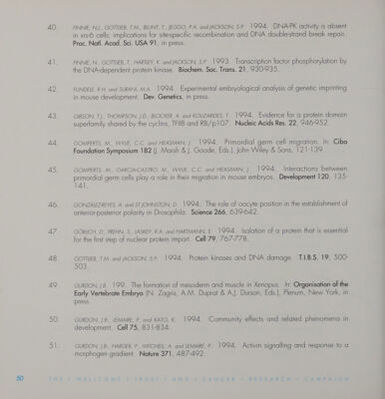 40. FINNIE, N.J., GOTTLIEB, T.M., BLUNT, T., JEGGO, P.A. and JACKSON, S.P. 1994. DNA-PK activity is absent
in xrs-6 cells; implications for site-specific recombination and DNA double-strand break repair.
Proc. Natl. Acad. Sci. USA 91, in press.
41. FINNIE, N., GOTTLIEB, T., HARTLEY, K. and JACKSON, S.P. 1993. Transcription factor phosphorylation by
the DNA-dependent protein kinase. Biochem. Soc. Trans. 21, 930-935.
42. FUNDELE, R.H. and SURANI, M.A. 1994. Experimental embryological analysis of genetic imprinting
in mouse development. Dev. Genetics, in press.
43. GIBSON, T.J., THOMPSON, J.D., BLOCKER, A. and KOUZARIDES, T. 1994. Evidence for a protein domain
superfamily shared by the cyclins, TFIIB and RB/p107. Nucleic Acids Res. 22, 946-952.
44. GOMPERTS, M., WYLIE, C.C. and HEASMAN, J. 1994. Primordial germ cell migration. In: Ciba
Foundation Symposium 182 (J. Marsh & J. Goode, Eds.), John Wiley & Sons, 121-139.
45. GOMPERTS, M., GARCIA-CASTRO, M., WYLIE, C.C. and HEASMAN, J. 1994. Interactions between
primordial germ cells play a role in their migration in mouse embryos. Development 120, 135-
141.
46. GONZALEZ-REYES, A. and ST JOHNSTON, D. 1994. The role of oocyte position in the establishment of
anterior-posterior polarity in Drosophila. Science 266, 639-642.
47. GÖRLICH, D., PREHN, S., LASKEY, R.A. and HARTMANN, E. 1994. Isolation of a protein that is essential
for the first step of nuclear protein import. Cell 79, 767-778.
48. GOTTLIEB, T.M. and JACKSON, S.P. 1994. Protein kinases and DNA damage. T.I.B.S. 19, 500-
503.
49. GURDON, J.B. 199. The formation of mesoderm and muscle in Xenopus. In: Organisation of the
Early Vertebrate Embryo (N. Zagris, A.M. Duprat & A.J. Durston, Eds.), Plenum, New York, in
press.
50. GURDON, J.B., LEMAIRE, P. and KATO, K. 1994. Community effects and related phenomena in
development. Cell 75, 831-834.
51. GURDON, J.B., HARGER, P., MITCHELL, A. and LEMAIRE, P. 1994. Activin signalling and response to a
morphogen gradient. Nature 371, 487-492.
50 THE WELLCOME TRUST AND CANCER RESEARCH CAMPAIGN